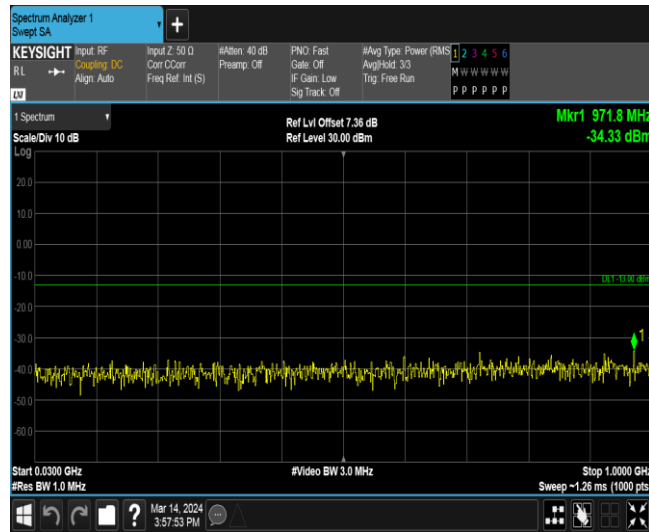 Spectrum Analyzer 1
Swept SA
+
KEYSIGHT Input: RF Input Z: 50 Ω #Atten: 40 dB PNO: Fast #Avg Type: Power (RMS 1 2 3 4 5 6
RL Coupling: DC Corr CCorr Preamp: Off Gate: Off Avg|Hold: 3/3 M W W W W W
Align: Auto Freq Ref: Int (S) IF Gain: Low Trig: Free Run
Sig Track: Off P P P P P P
LXI
1 Spectrum Ref Lvl Offset 7.36 dB Mkr1 971.8 MHz
Scale/Div 10 dB Ref Level 30.00 dBm -34.33 dBm
Log
20.0
10.0
0.00
-10.0
DL1 -13.00 dBm
-20.0
-30.0
1
-40.0
-50.0
-60.0
Start 0.0300 GHz #Video BW 3.0 MHz Stop 1.0000 GHz
#Res BW 1.0 MHz Sweep ~1.26 ms (1000 pts
? Mar 14, 2024
3:57:53 PM